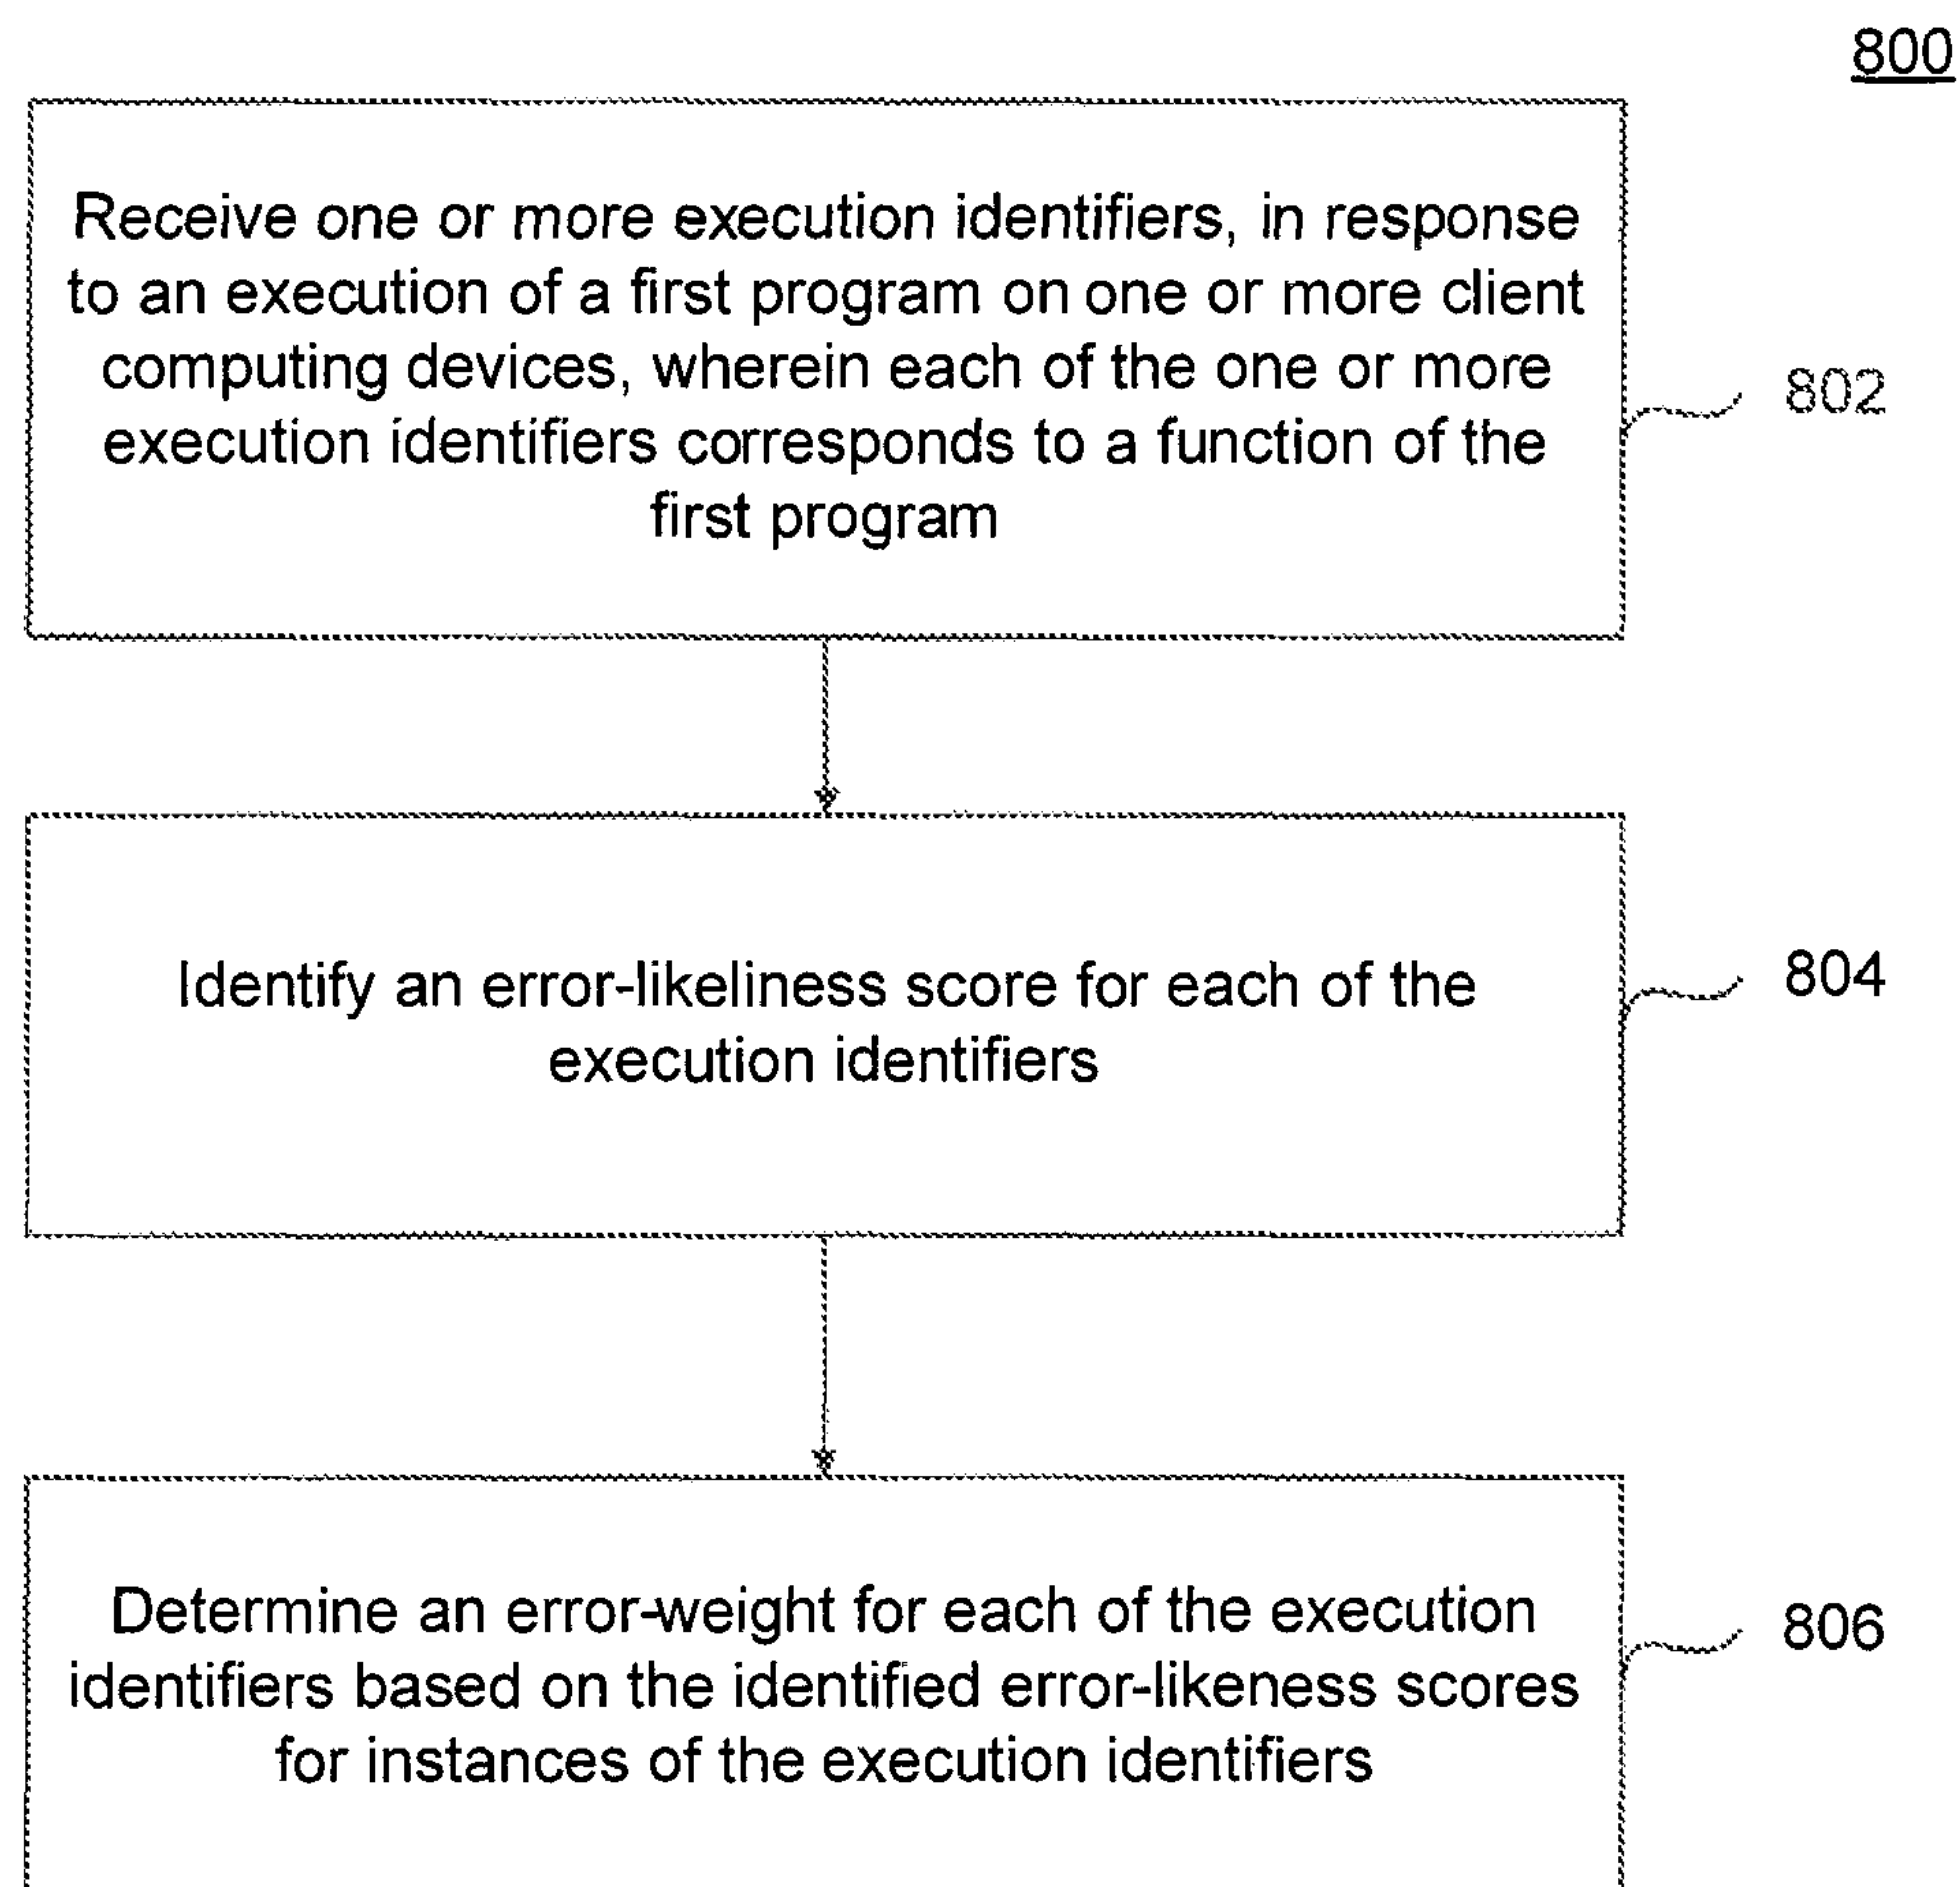 800
Receive one or more execution identifiers, in response
to an execution of a first program on one or more client
computing devices, wherein each of the one or more
execution identifiers corresponds to a function of the
first program
802
Identify an error-likeliness score for each of the
execution identifiers
804
Determine an error-weight for each of the execution
identifiers based on the identified error-likeness scores
for instances of the execution identifiers
806